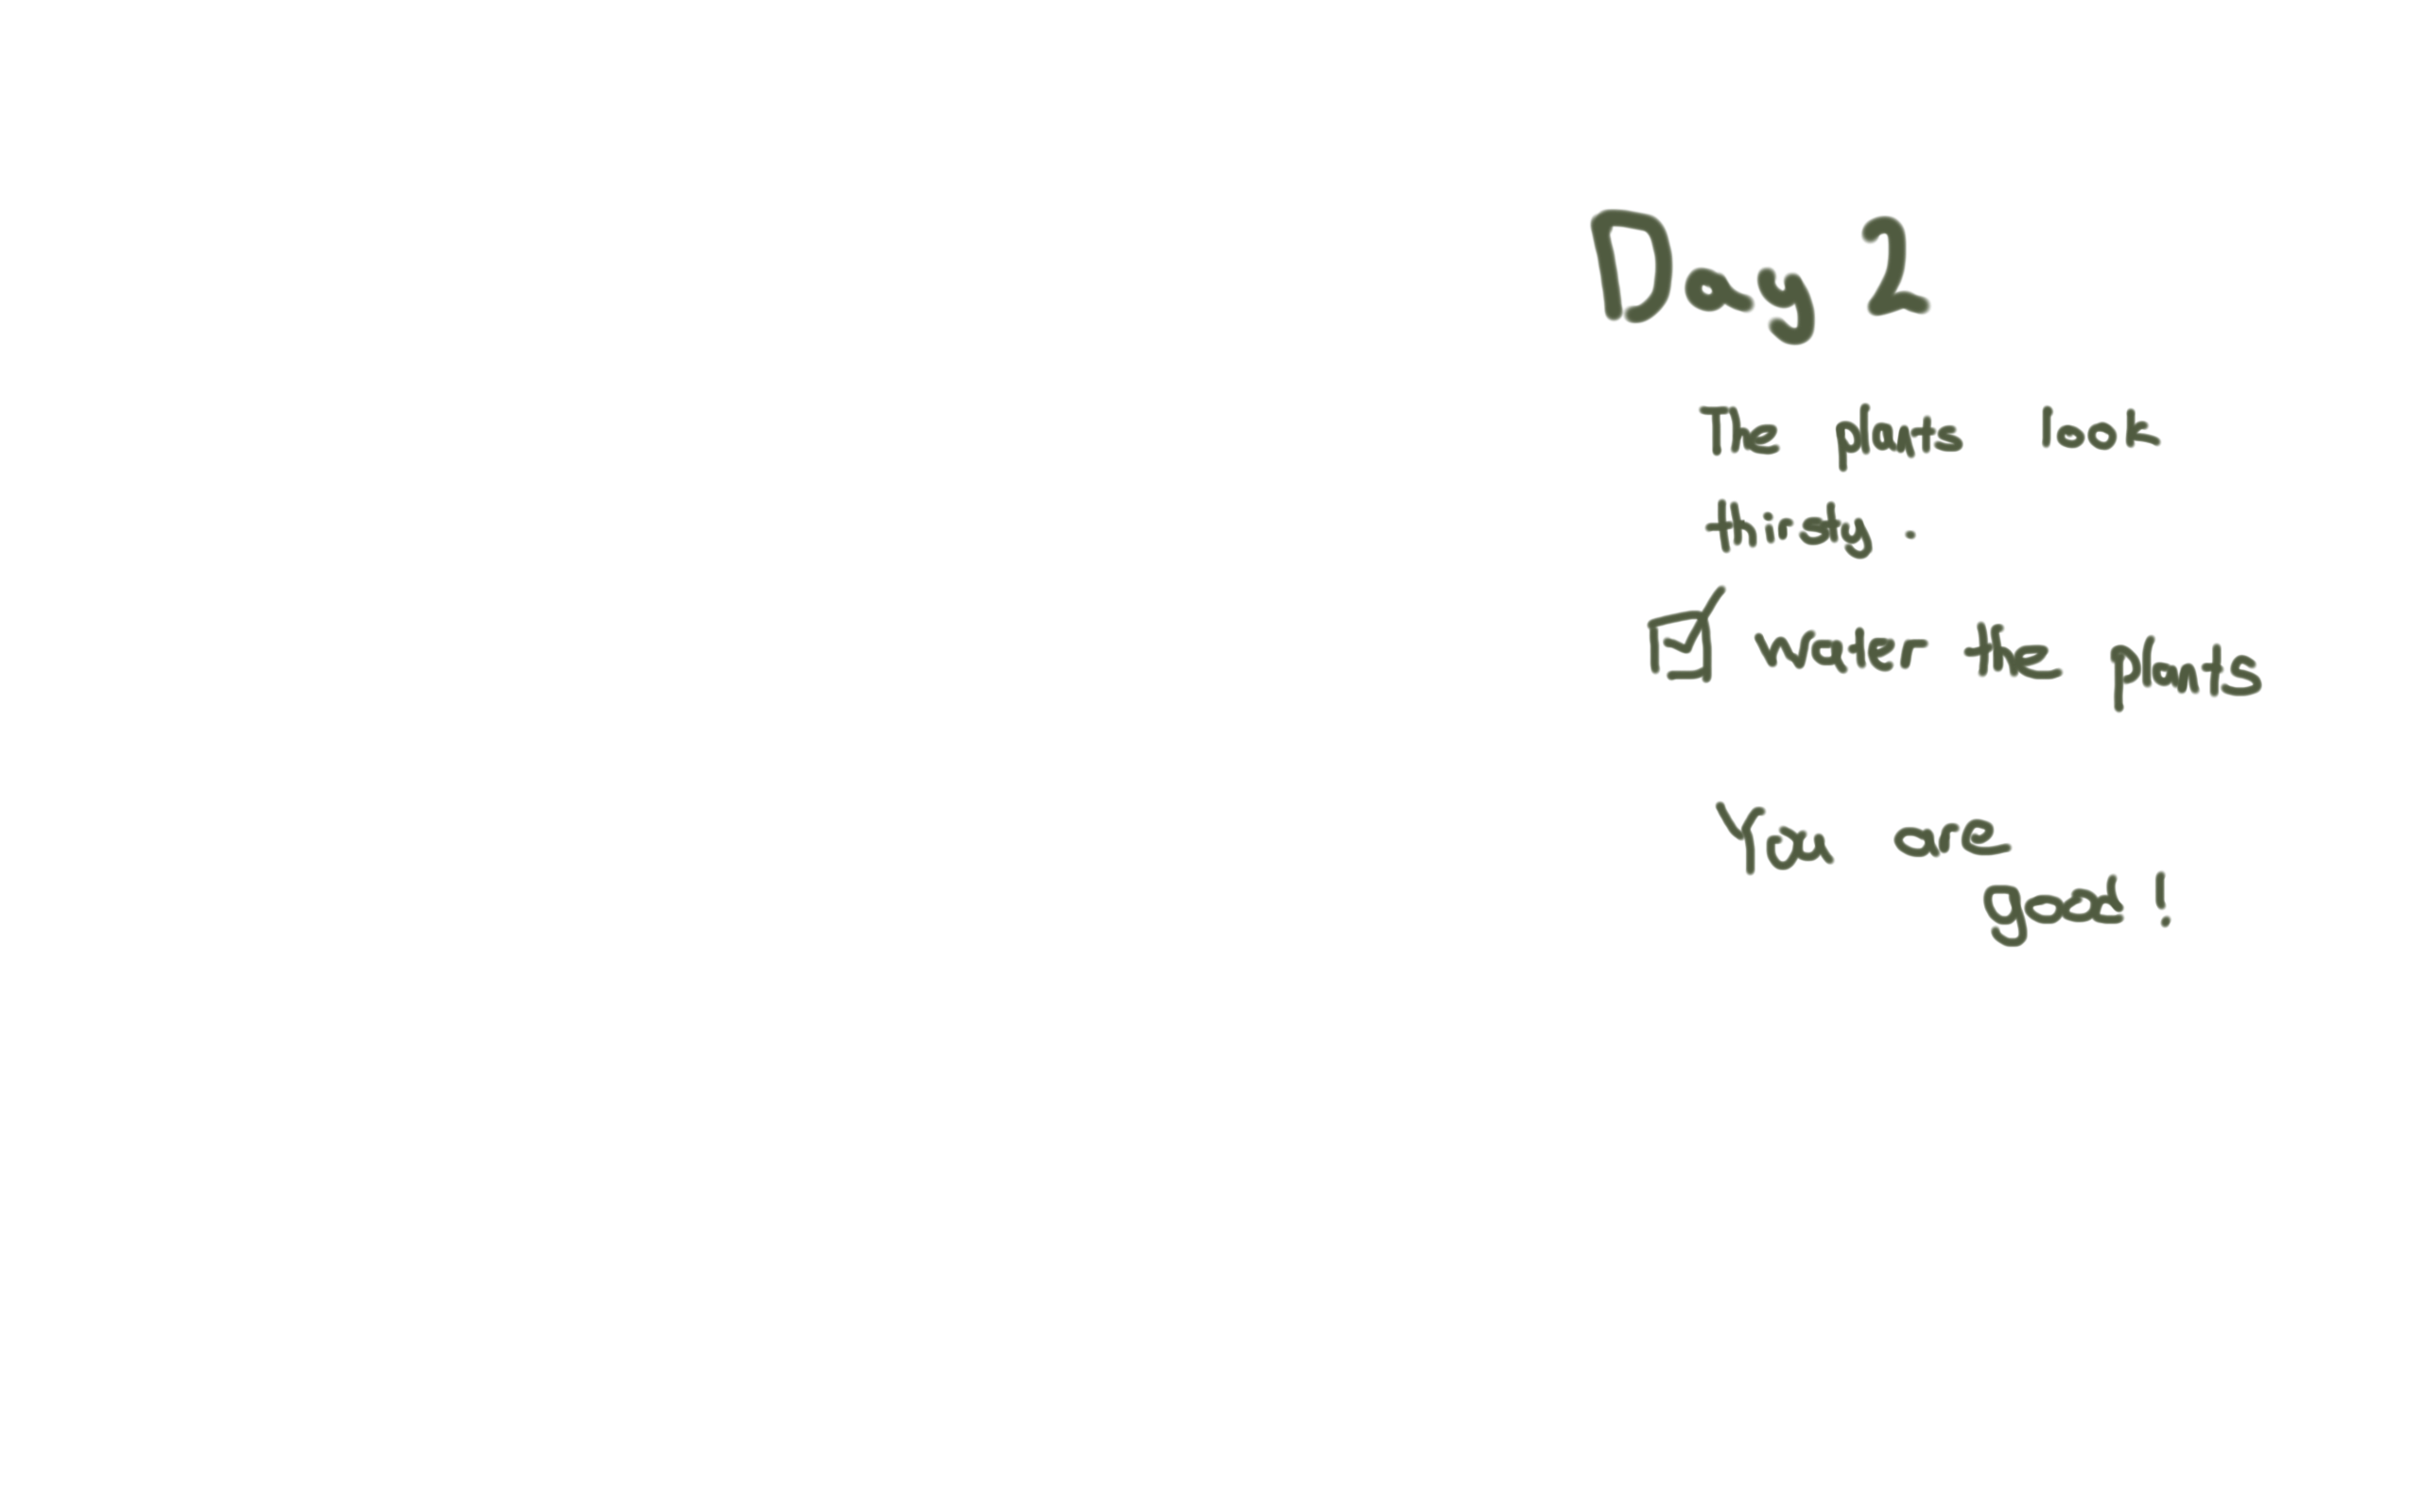 Day 2
The plants look
thirsty.
☑ water the plants
You are
good!